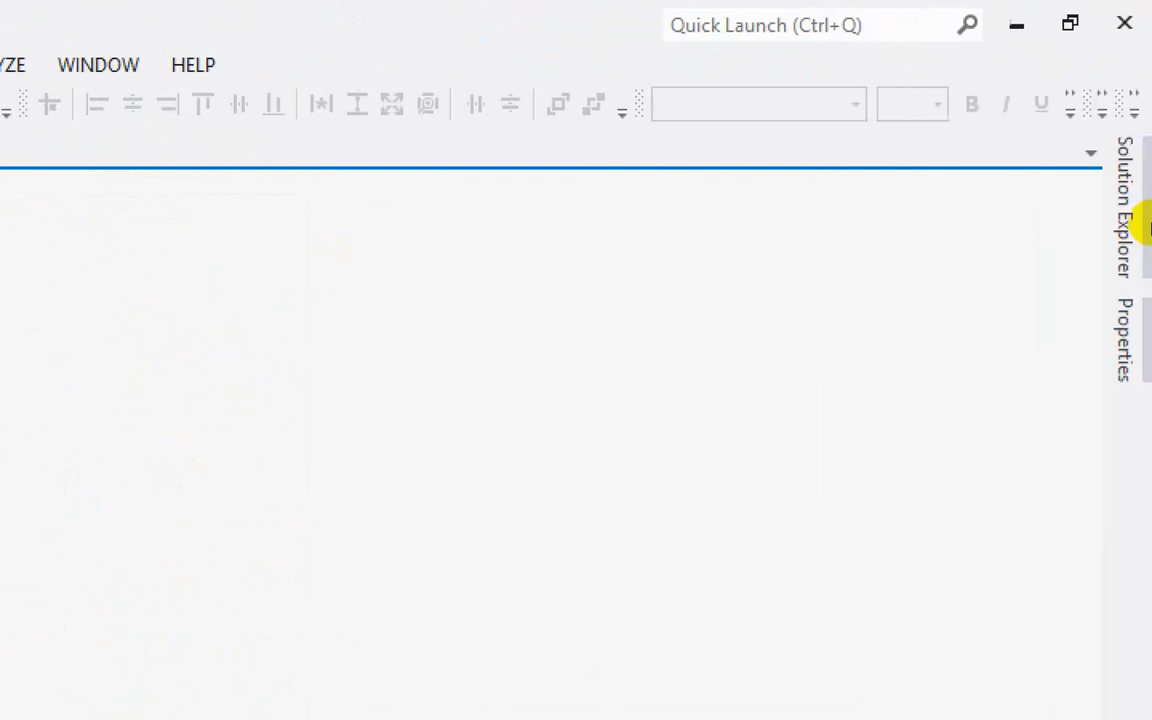 Quick Launch (Ctrl+Q)
YZE WINDOW HELP
B I U
Solution Explorer
Properties